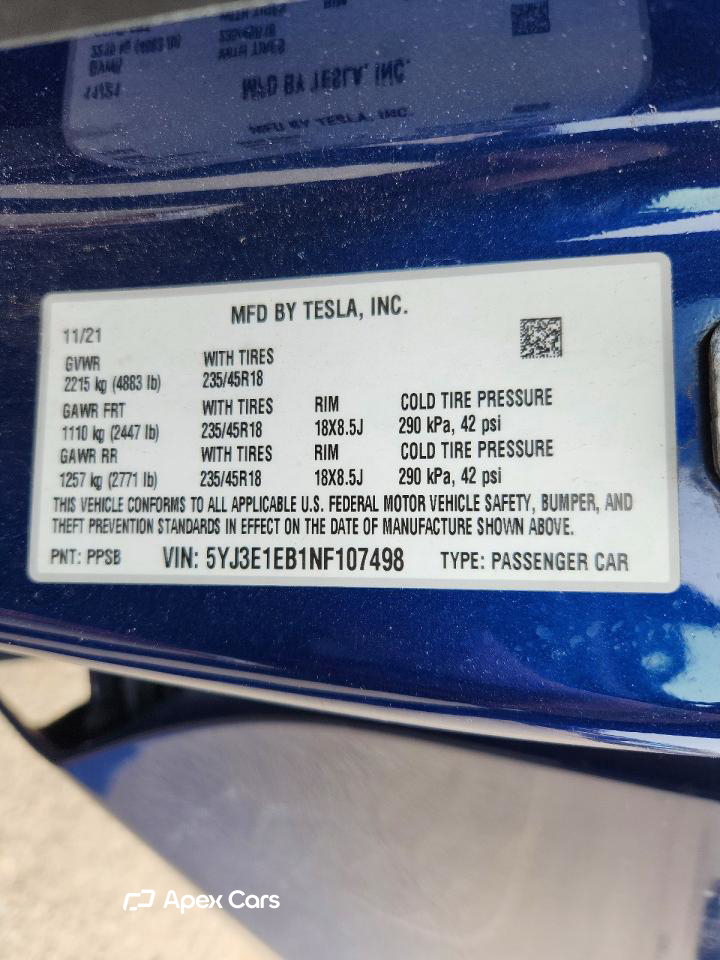 MFD BY TESLA, INC.
11/21
GVWR WITH TIRES
2215 kg (4883 lb) 235/45R18
GAWR FRT WITH TIRES RIM COLD TIRE PRESSURE
1110 kg (2447 lb) 235/45R18 18X8.5J 290 kPa, 42 psi
GAWR RR WITH TIRES RIM COLD TIRE PRESSURE
1257 kg (2771 lb) 235/45R18 18X8.5J 290 kPa, 42 psi
THIS VEHICLE CONFORMS TO ALL APPLICABLE U.S. FEDERAL MOTOR VEHICLE SAFETY, BUMPER, AND
THEFT PREVENTION STANDARDS IN EFFECT ON THE DATE OF MANUFACTURE SHOWN ABOVE.
PNT: PPSB VIN: 5YJ3E1EB1NF107498 TYPE: PASSENGER CAR
Apex Cars